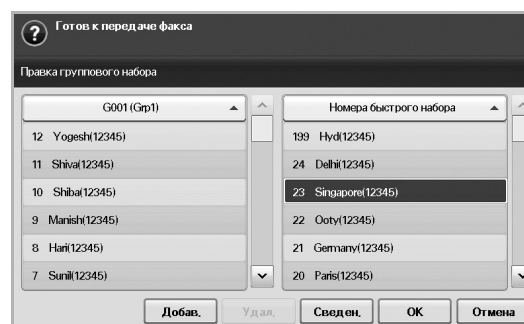 Готов к передаче факса
Правка группового набора
G001 (Grp1)
12 Yogesh(12345)
11 Shiva(12345)
10 Shiba(12345)
9 Manish(12345)
8 Hari(12345)
7 Sunil(12345)
Номера быстрого набора
199 Hyd(12345)
24 Delhi(12345)
23 Singapore(12345)
22 Ooty(12345)
21 Germany(12345)
20 Paris(12345)
Добав. Удал. Сведен. OK Отмена